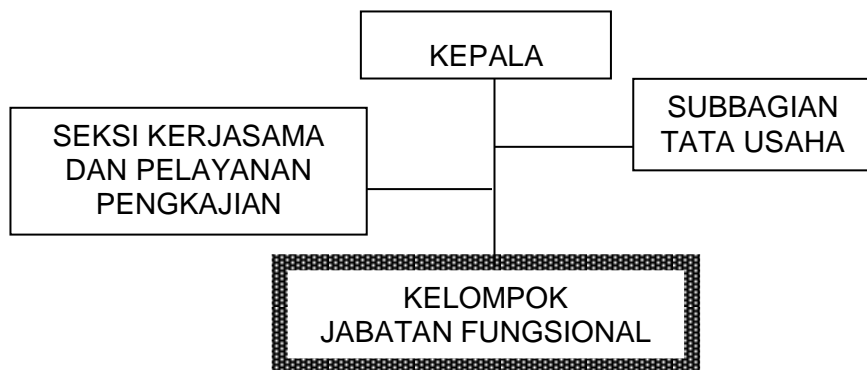 KEPALA
SUBBAGIAN
TATA USAHA
SEKSI KERJASAMA
DAN PELAYANAN
PENGKAJIAN
KELOMPOK
JABATAN FUNGSIONAL